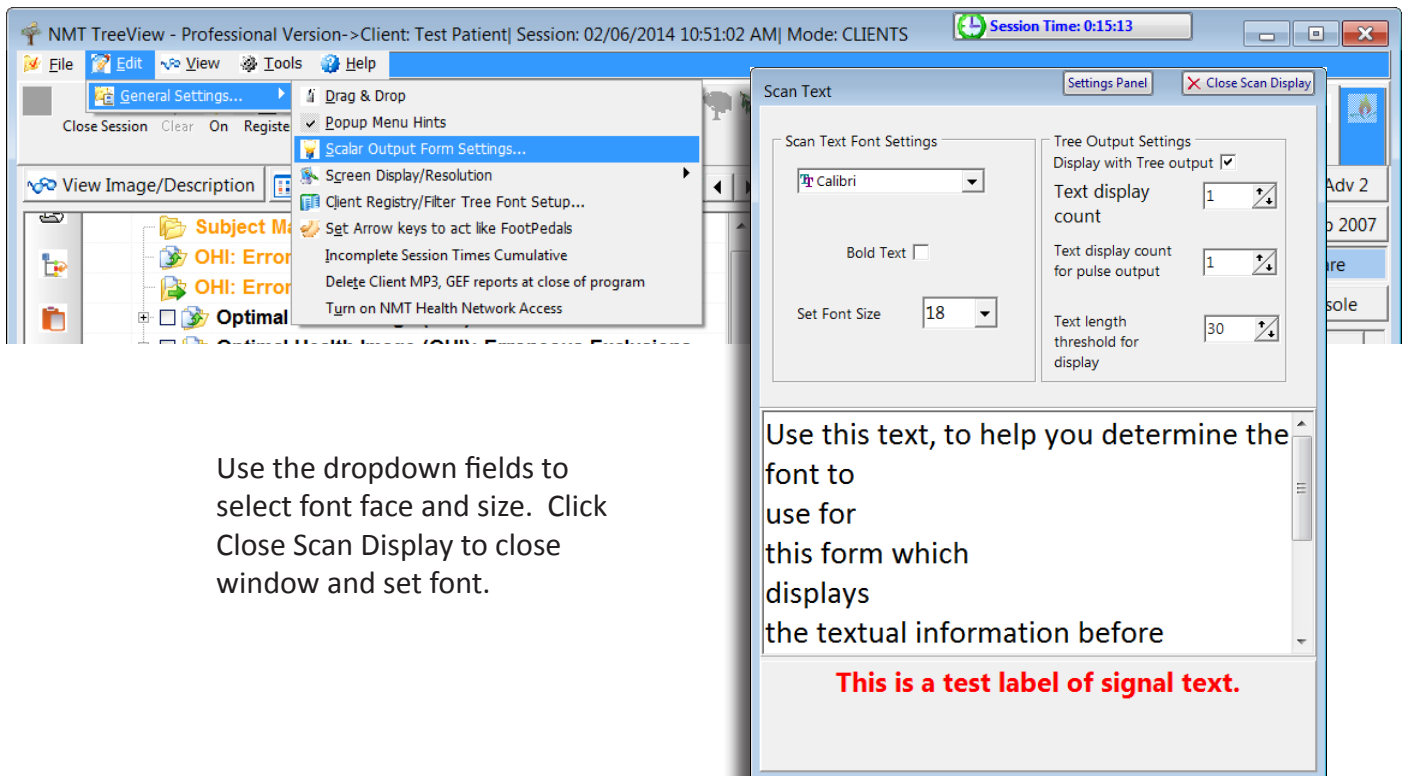 NMT TreeView - Professional Version->Client: Test Patient| Session: 02/06/2014 10:51:02 AM| Mode: CLIENTS
Session Time: 0:15:13
File Edit View Tools Help
General Settings...
Close Session Clear On Registe
Drag & Drop
Popup Menu Hints
Scalar Output Form Settings...
Screen Display/Resolution
Client Registry/Filter Tree Font Setup...
Set Arrow keys to act like FootPedals
Incomplete Session Times Cumulative
Delete Client MP3, GEF reports at close of program
Turn on NMT Health Network Access
View Image/Description
Adv 2
2007
sole
Subject Ma
OHI: Error
OHI: Error
Optimal
Optimal Health Image (OHI): Erroneous Exclusions
Scan Text
Settings Panel
Close Scan Display
Scan Text Font Settings
Calibri
Bold Text
Set Font Size 18
Tree Output Settings
Display with Tree output
Text display
count
1
Text display count
for pulse output
1
Text length
threshold for
display
30
Use this text, to help you determine the
font to
use for
this form which
displays
the textual information before
This is a test label of signal text.
Use the dropdown fields to
select font face and size. Click
Close Scan Display to close
window and set font.